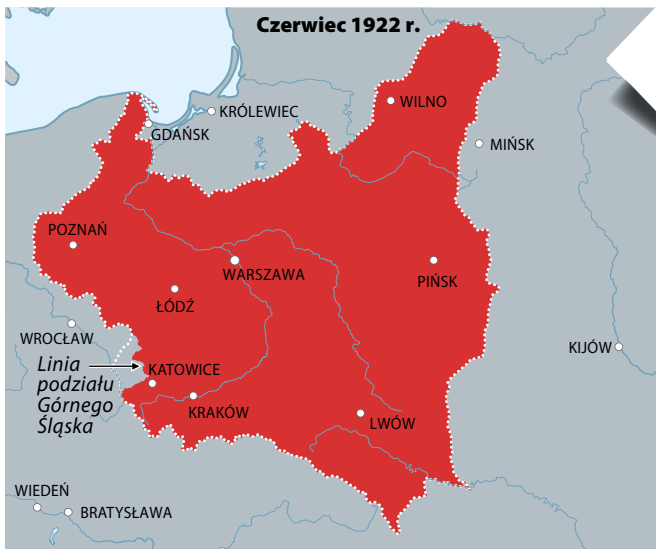 Czerwiec 1922 r.
WILNO
KRÓLEWIEC
GDAŃSK
MIŃSK
POZNAŃ
WARSZAWA
PIŃSK
ŁÓDŹ
WROCŁAW
KIJÓW
Linia
podziału
Górnego
Śląska
KATOWICE
KRAKÓW
LWÓW
WIEDEŃ
BRATYSŁAWA